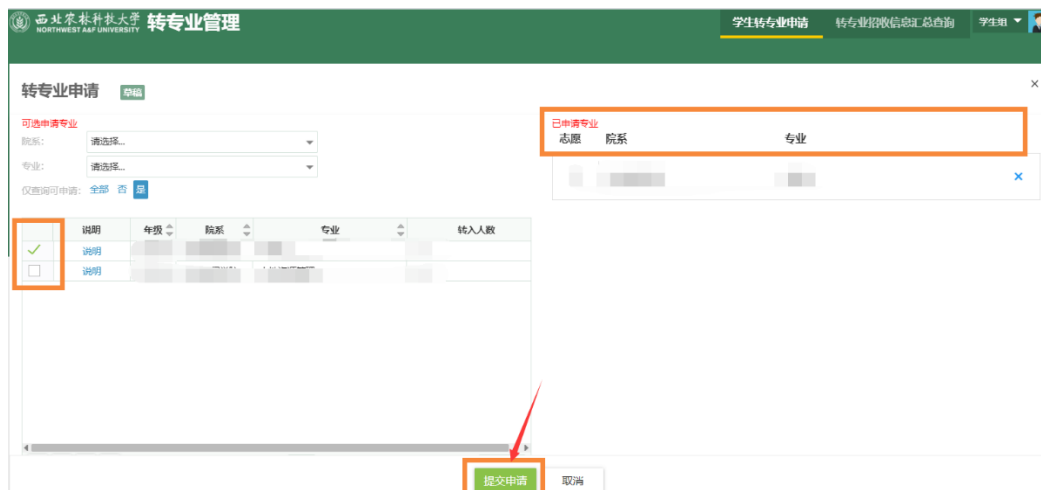 西北农林科技大学 转专业管理 学生转专业申请 转专业招收信息汇总查询 学生组
NORTHWEST A&F UNIVERSITY
转专业申请 草稿 ×
可选申请专业
院系: 请选择...
专业: 请选择...
仅查询可申请: 全部 否 是
说明 年级 院系 专业 转入人数
说明
说明
已申请专业
志愿 院系 专业
×
提交申请 取消